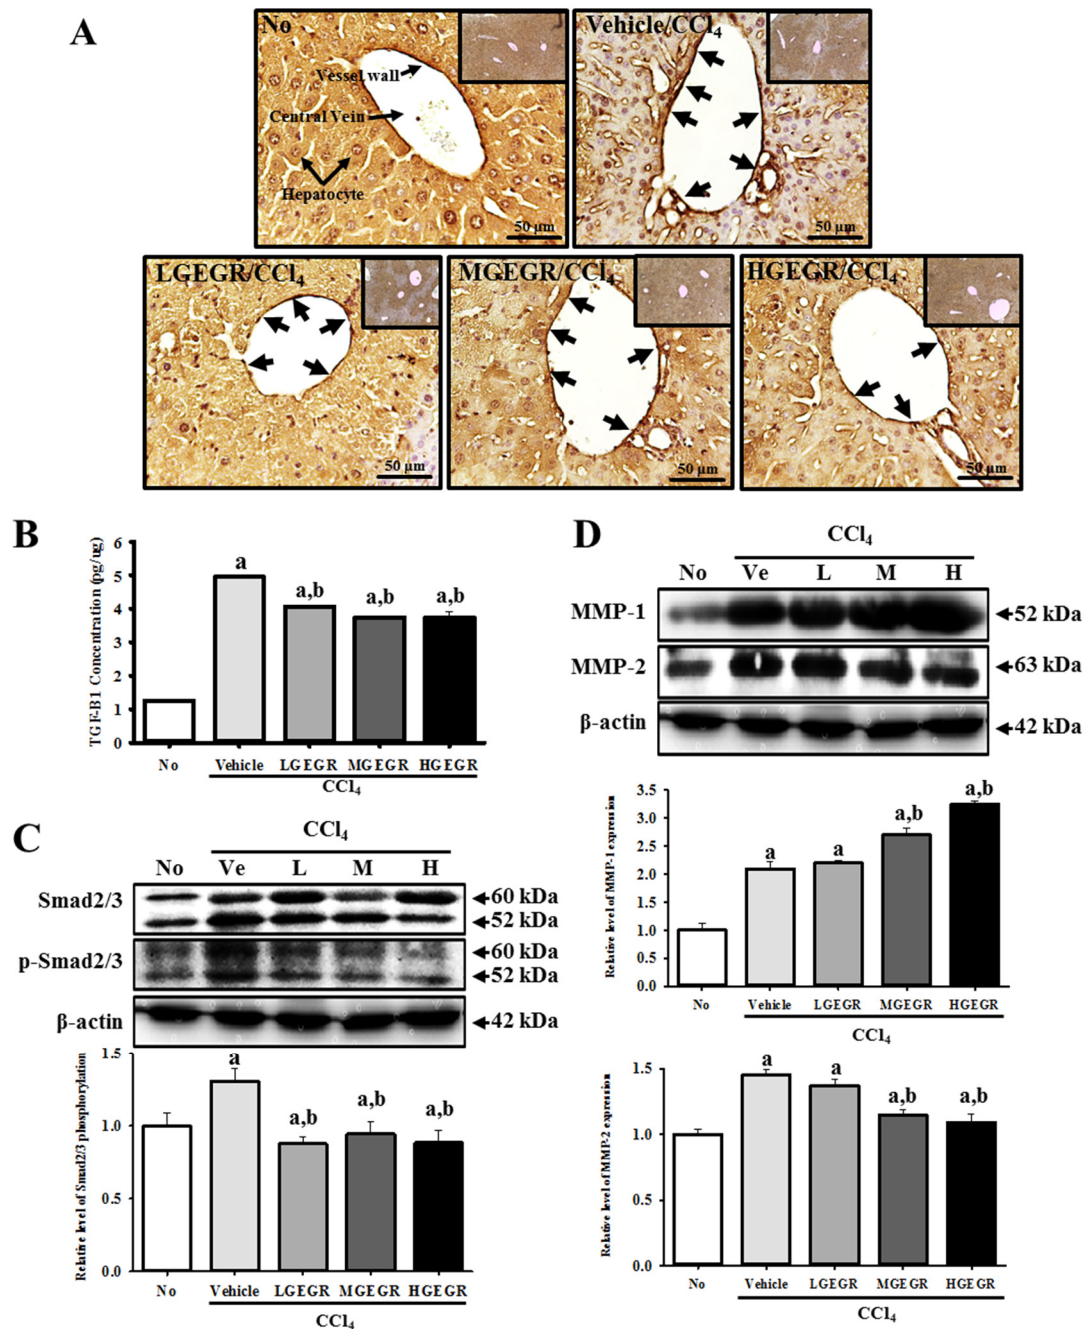 A
No
Vessel wall
Central Vein
Hepatocyte
50 µm
Vehicle/CCl4
50 µm
LGEGR/CCl4
50 µm
MGEGR/CCl4
50 µm
HGEGR/CCl4
50 µm
B
TGF-B1 Concentration (pg/ug)
6
5
4
3
2
1
0
a
a,b
a,b
a,b
No
Vehicle
LGEGR
MGEGR
HGEGR
CCl4
C
CCl4
No Ve L M H
Smad2/3
60 kDa
52 kDa
p-Smad2/3
60 kDa
52 kDa
β-actin
42 kDa
Relative level of Smad2/3 phosphorylation
1.5
1.0
0.5
0.0
a
a,b
a,b
a,b
No
Vehicle
LGEGR
MGEGR
HGEGR
CCl4
D
CCl4
No Ve L M H
MMP-1
52 kDa
MMP-2
63 kDa
β-actin
42 kDa
Relative level of MMP-1 expression
3.5
3.0
2.5
2.0
1.5
1.0
0.5
0.0
a
a
a,b
a,b
No
Vehicle
LGEGR
MGEGR
HGEGR
CCl4
Relative level of MMP-2 expression
1.5
1.0
0.5
0.0
a
a
a,b
a,b
No
Vehicle
LGEGR
MGEGR
HGEGR
CCl4